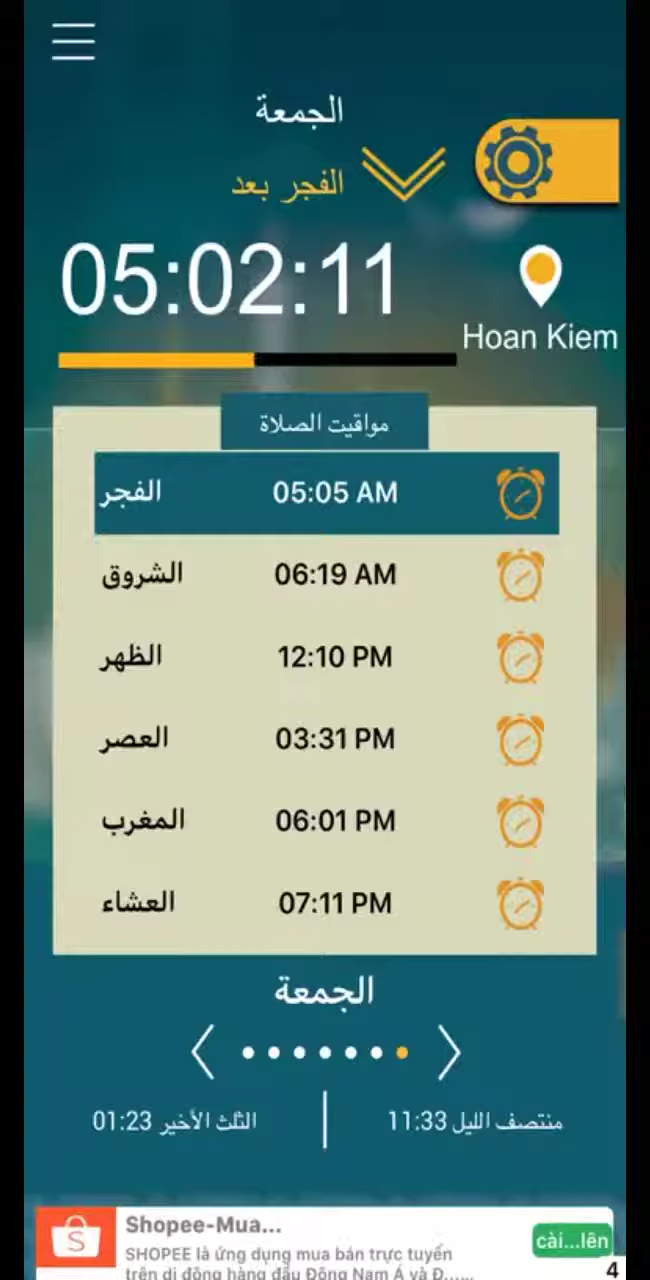 الجمعة
الفجر بعد
05:02:11
Hoan Kiem
مواقيت الصلاة
الفجر 05:05 AM
الشروق 06:19 AM
الظهر 12:10 PM
العصر 03:31 PM
المغرب 06:01 PM
العشاء 07:11 PM
الجمعة
منتصف الليل 11:33
الثلث الأخير 01:23
Shopee-Mua...
SHOPEE là ứng dụng mua bán trực tuyến
trên di động hàng đầu Đông Nam Á và Đ......
cài...lên
4